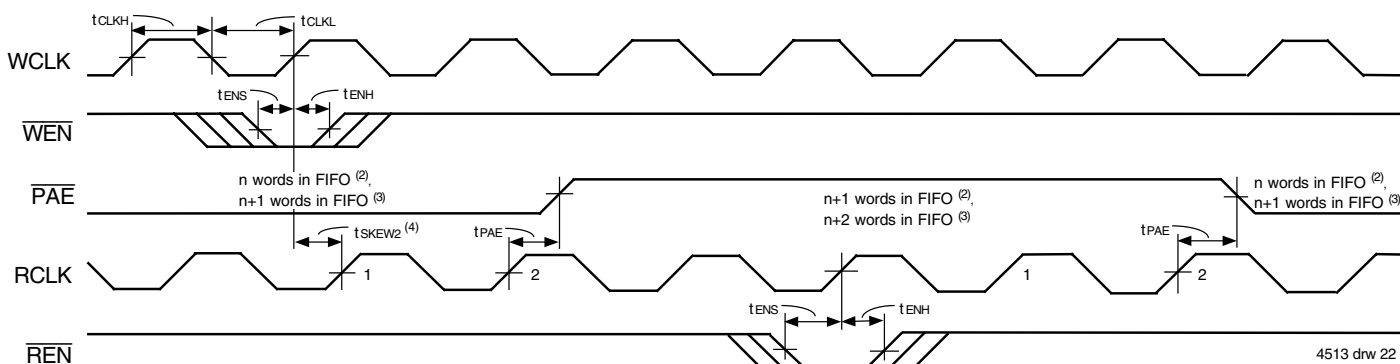 tCLKH
tCLKL
WCLK
tENS
tENH
WEN
n words in FIFO (2),
n+1 words in FIFO (3)
n+1 words in FIFO (2),
n+2 words in FIFO (3)
n words in FIFO (2),
n+1 words in FIFO (3)
PAE
tSKEW2 (4)
tPAE
tPAE
RCLK
1
2
1
2
tENS
tENH
REN
4513 drw 22